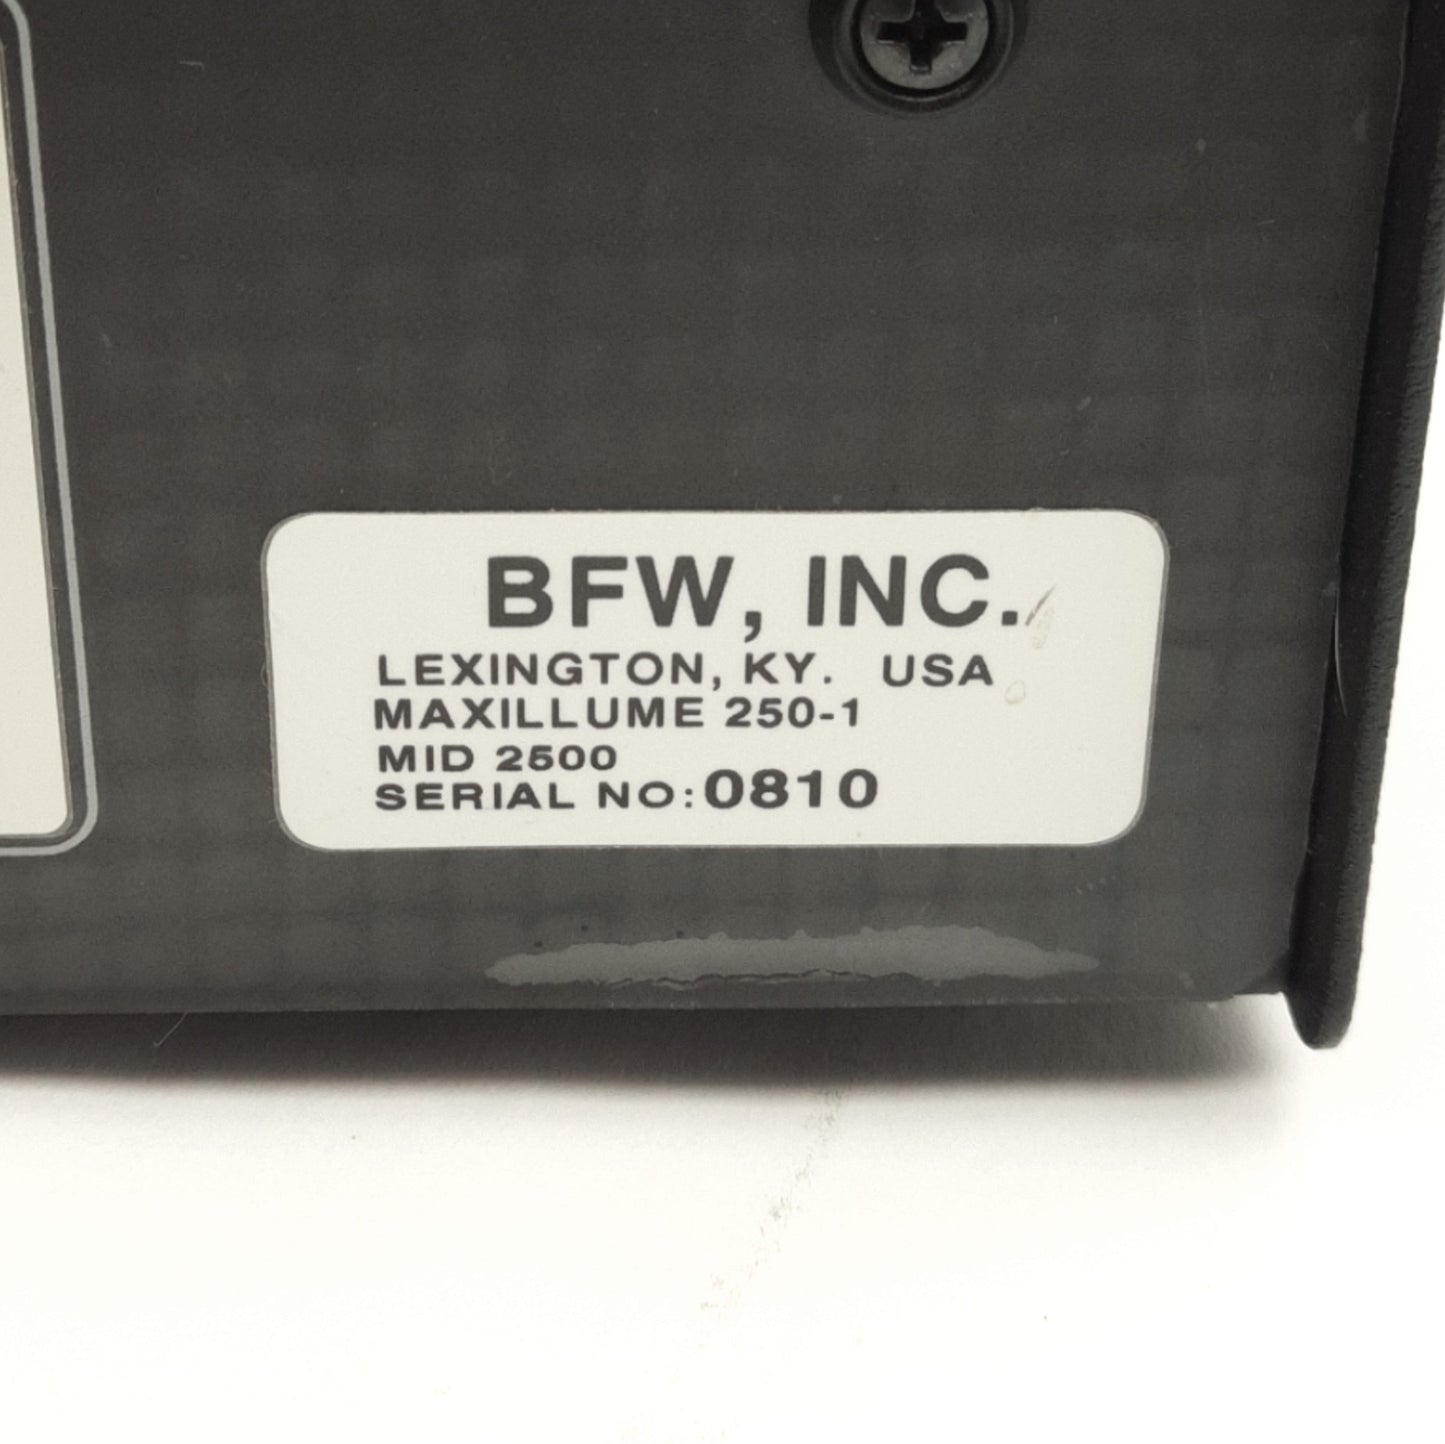 BFW, INC.
LEXINGTON, KY. USA
MAXILLUME 250-1
MID 2500
SERIAL NO: 0810